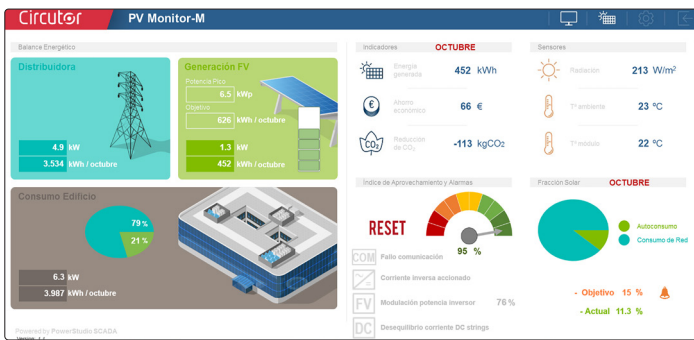 Circutor
PV Monitor-M
Balance Energético
Distribuidora
4.9 kW
3.534 kWh / octubre
Generación FV
Potencia Pico
6.5 kWp
Objetivo
626 kWh / octubre
1.3 kW
452 kWh / octubre
Consumo Edificio
79 %
21 %
6.3 kW
3.987 kWh / octubre
Powered by PowerStudio SCADA
Indicadores OCTUBRE
Energía generada
452 kWh
€
Ahorro económico
66 €
CO2
Reducción de CO2
-113 kgCO2
Sensores
Radiación 213 W/m²
Tº ambiente 23 ºC
Tº módulo 22 ºC
Indice de Aprovechamiento y Alarmas
RESET
95 %
COM Fallo comunicación
Corriente inversa accionado
FV Modulación potencia inversor 76 %
DC Desequilibrio corriente DC strings
Fracción Solar OCTUBRE
Autoconsumo
Consumo de Red
- Objetivo 15 %
- Actual 11.3 %